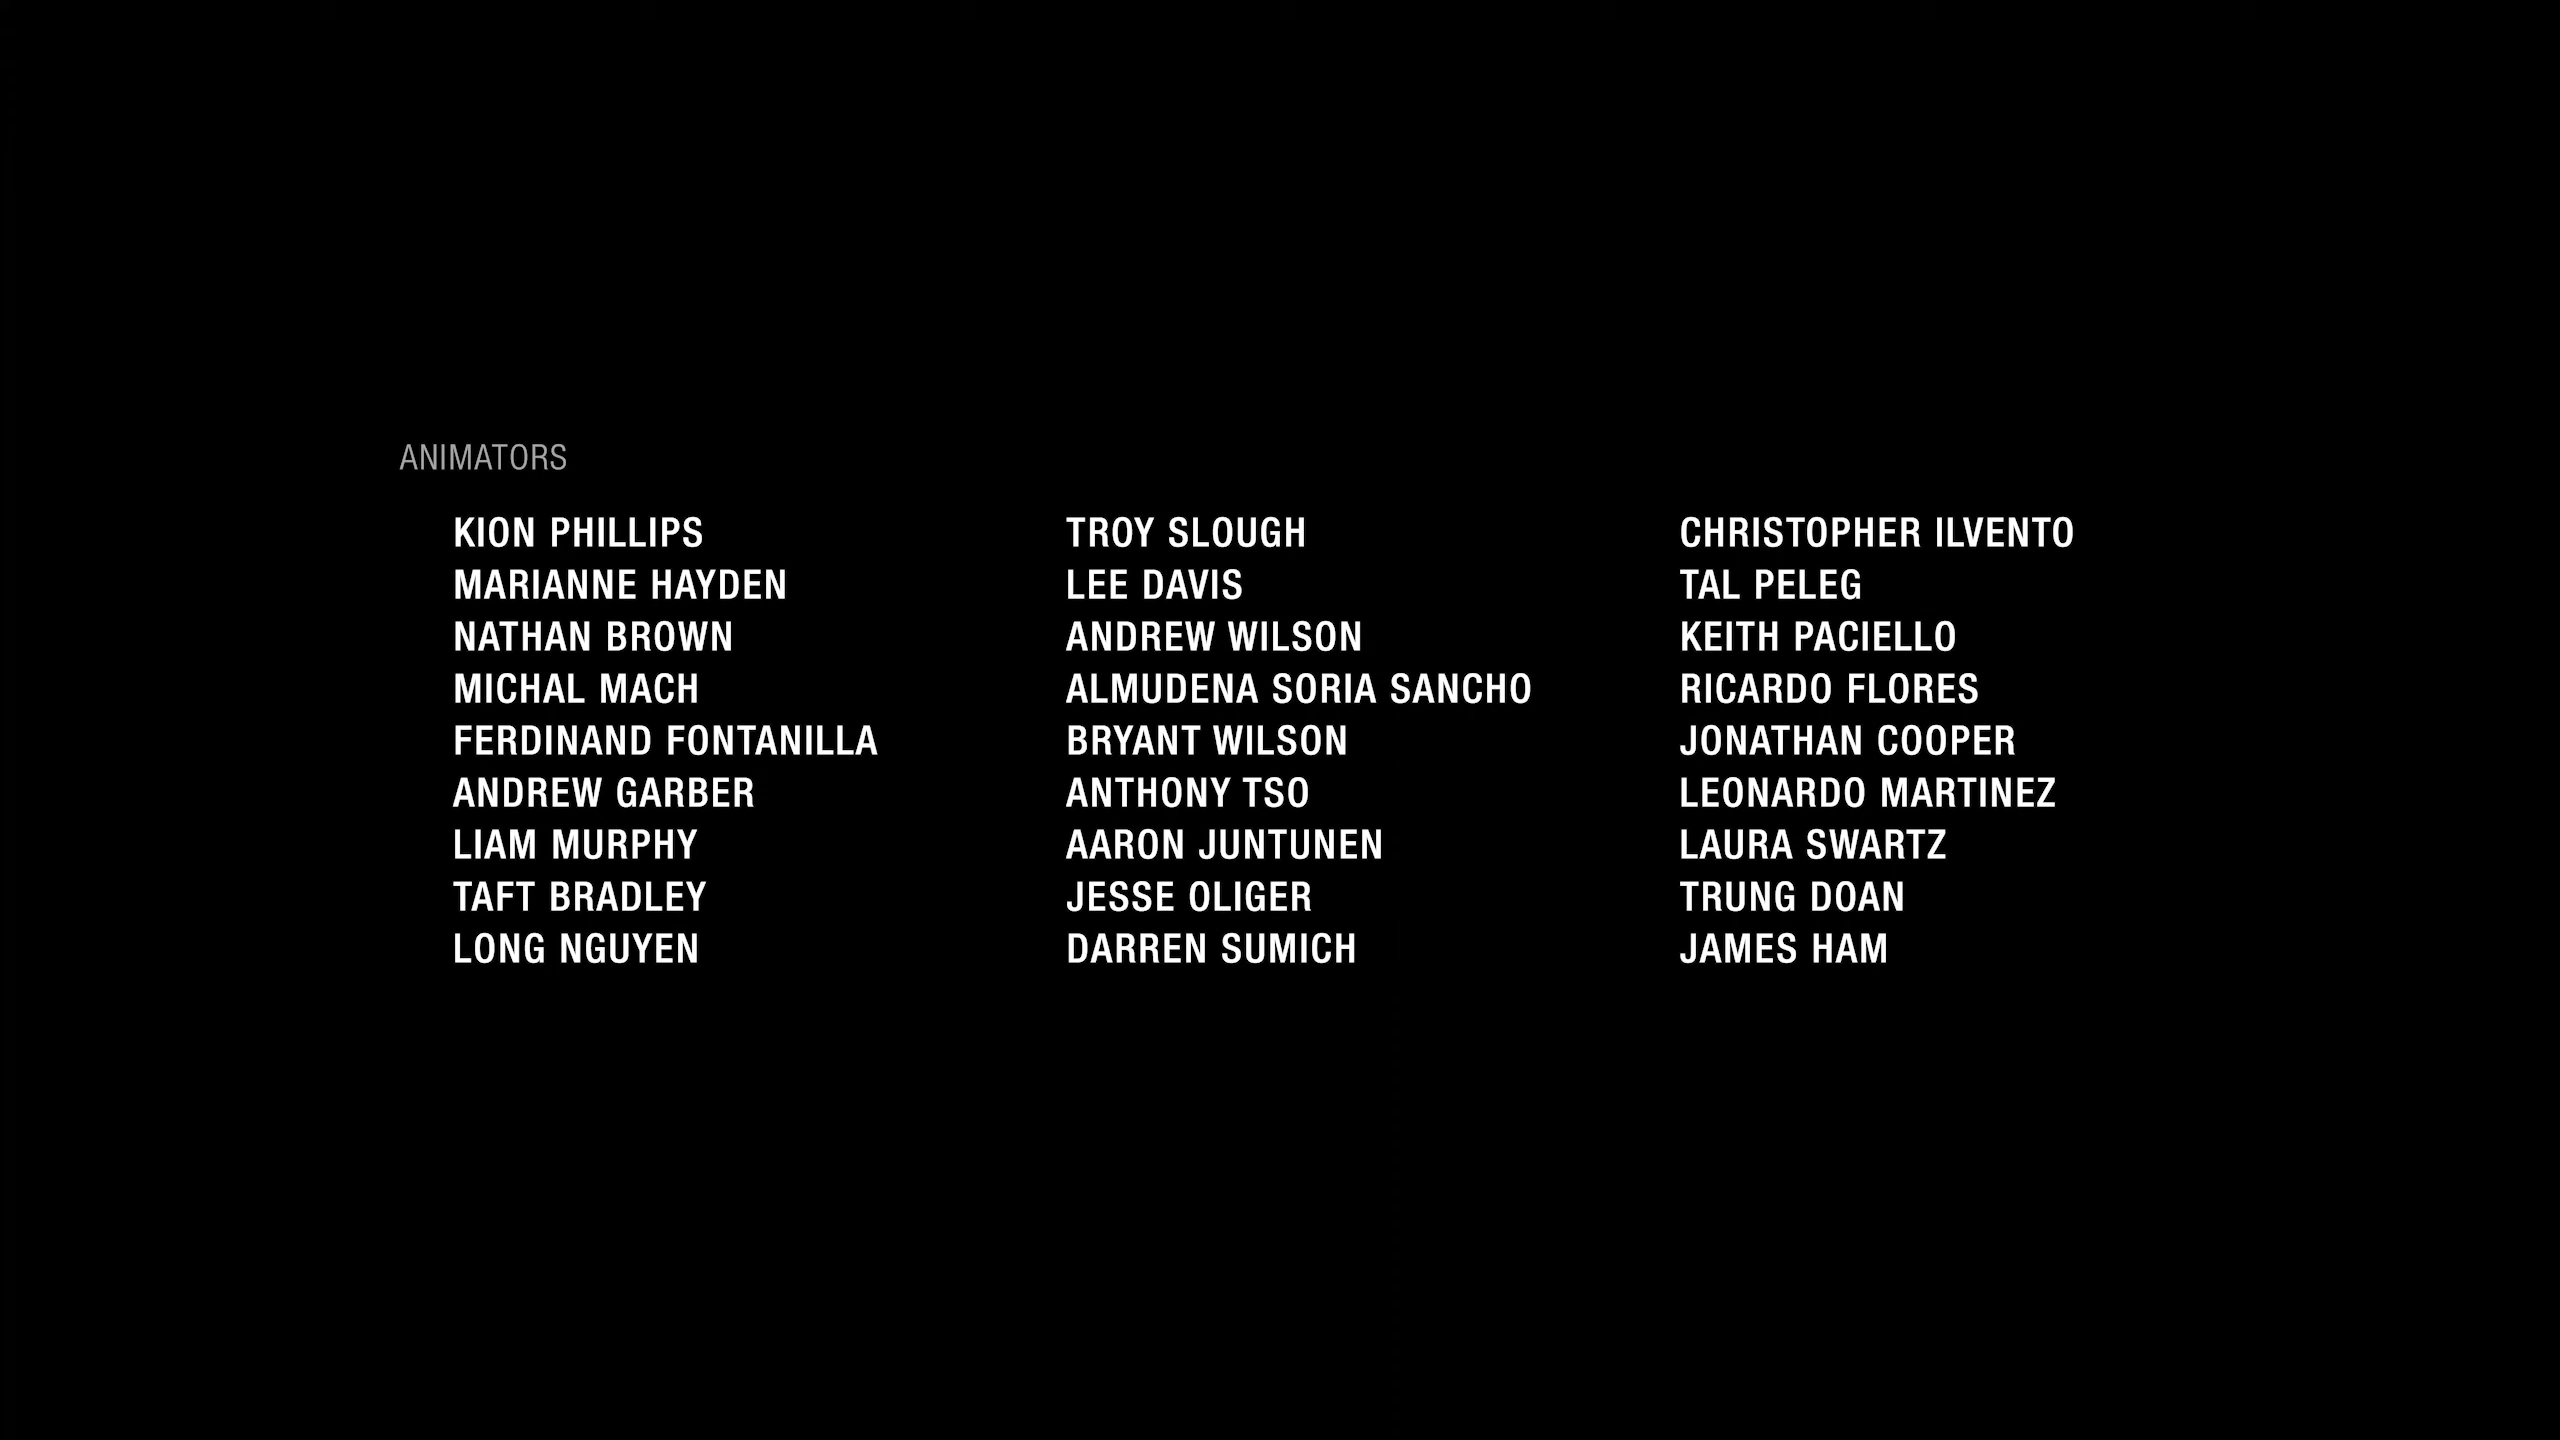 ANIMATORS
KION PHILLIPS
MARIANNE HAYDEN
NATHAN BROWN
MICHAL MACH
FERDINAND FONTANILLA
ANDREW GARBER
LIAM MURPHY
TAFT BRADLEY
LONG NGUYEN
TROY SLOUGH
LEE DAVIS
ANDREW WILSON
ALMUDENA SORIA SANCHO
BRYANT WILSON
ANTHONY TSO
AARON JUNTUNEN
JESSE OLIGER
DARREN SUMICH
CHRISTOPHER ILVENTO
TAL PELEG
KEITH PACIELLO
RICARDO FLORES
JONATHAN COOPER
LEONARDO MARTINEZ
LAURA SWARTZ
TRUNG DOAN
JAMES HAM